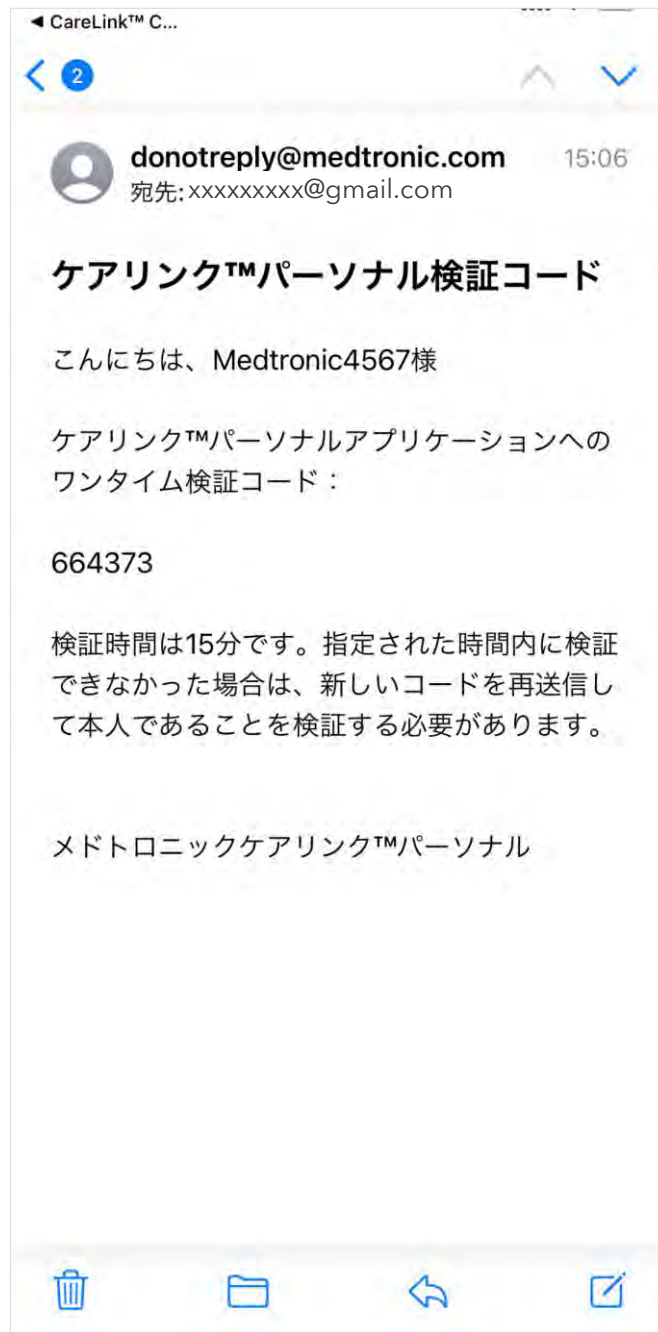 ◀ CareLink™ C...
2
donotreply@medtronic.com 15:06
宛先: xxxxxxxxx@gmail.com
ケアリンク™パーソナル検証コード
こんにちは、Medtronic4567様
ケアリンク™パーソナルアプリケーションへの
ワンタイム検証コード：
664373
検証時間は15分です。指定された時間内に検証
できなかった場合は、新しいコードを再送信し
て本人であることを検証する必要があります。
メドトロニックケアリンク™パーソナル